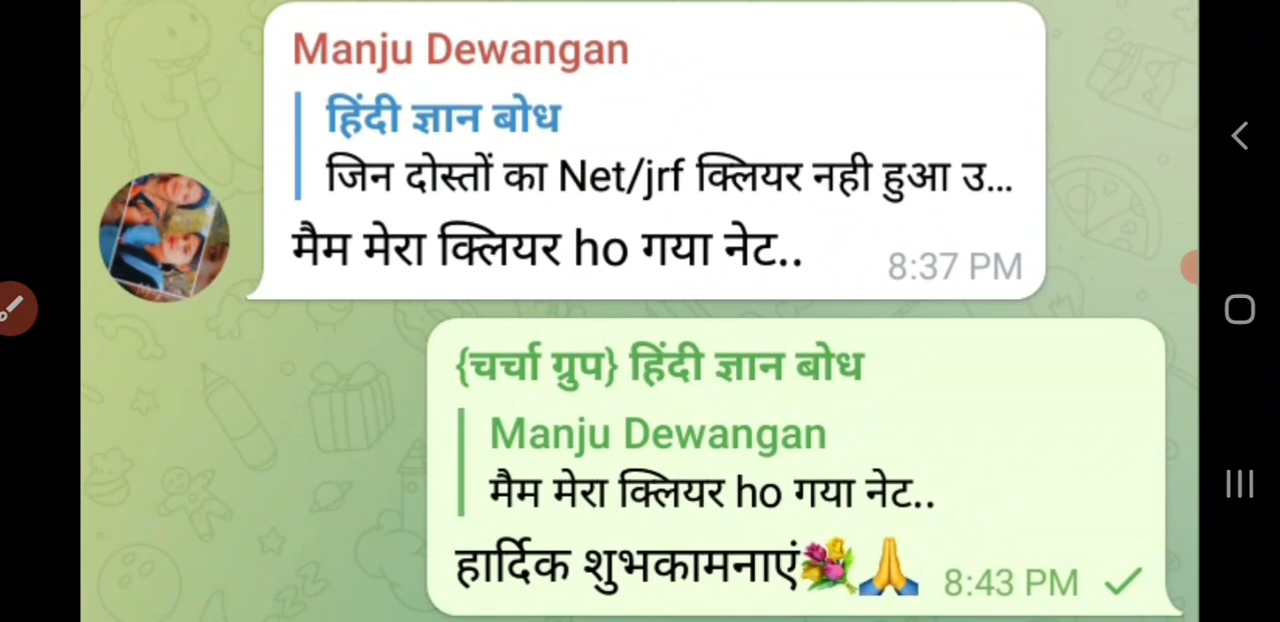 Manju Dewangan
हिंदी ज्ञान बोध
जिन दोस्तों का Net/jrf क्लियर नही हुआ उ...
मैम मेरा क्लियर ho गया नेट..
8:37 PM
{चर्चा ग्रुप} हिंदी ज्ञान बोध
Manju Dewangan
मैम मेरा क्लियर ho गया नेट..
हार्दिक शुभकामनाएं💐🙏
8:43 PM